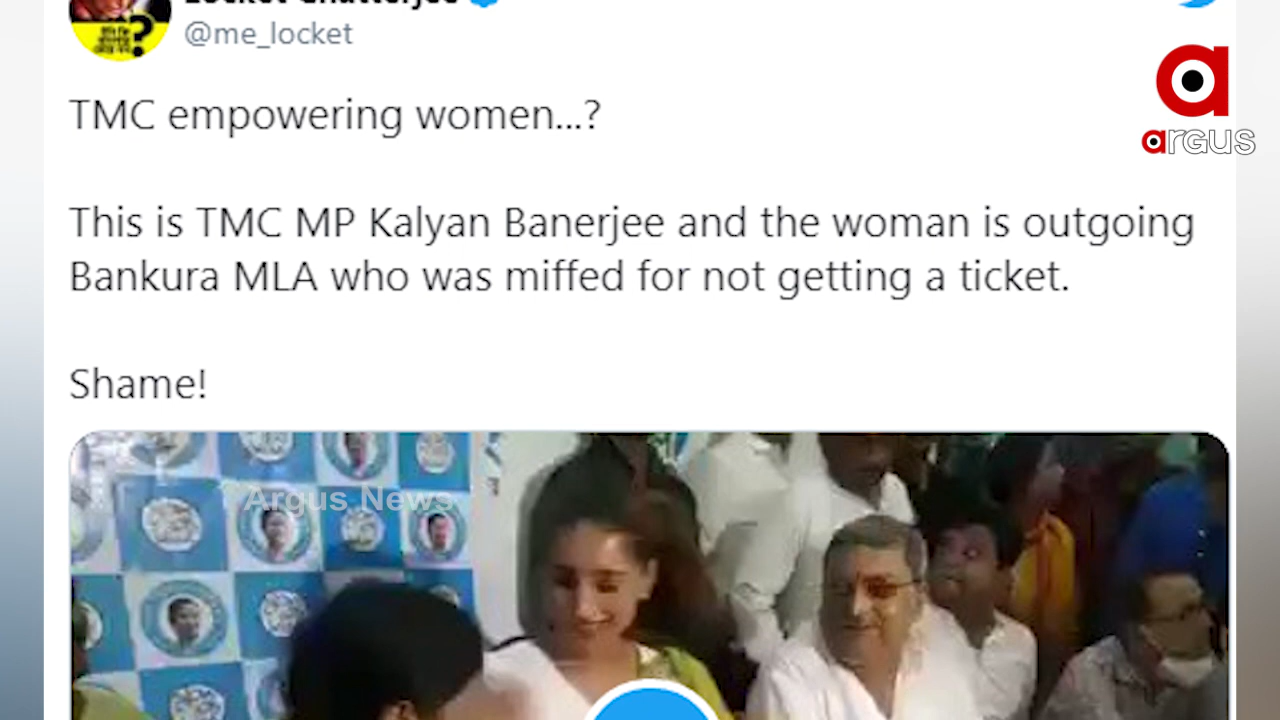 @me_locket
argus
TMC empowering women...?
This is TMC MP Kalyan Banerjee and the woman is outgoing
Bankura MLA who was miffed for not getting a ticket.
Shame!
Argus News